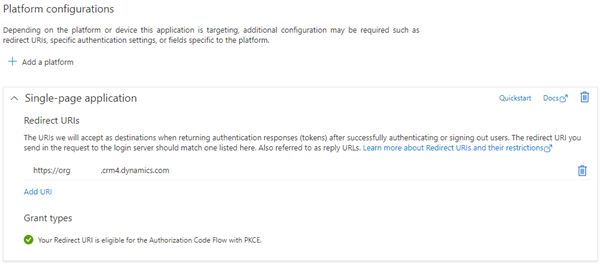 Platform configurations
Depending on the platform or device this application is targeting, additional configuration may be required such as
redirect URIs, specific authentication settings, or fields specific to the platform.
+ Add a platform
Single-page application Quickstart Docs
Redirect URIs
The URIs we will accept as destinations when returning authentication responses (tokens) after successfully authenticating or signing out users. The redirect URI you
send in the request to the login server should match one listed here. Also referred to as reply URLs. Learn more about Redirect URIs and their restrictions
https://org .crm4.dynamics.com
Add URI
Grant types
Your Redirect URI is eligible for the Authorization Code Flow with PKCE.